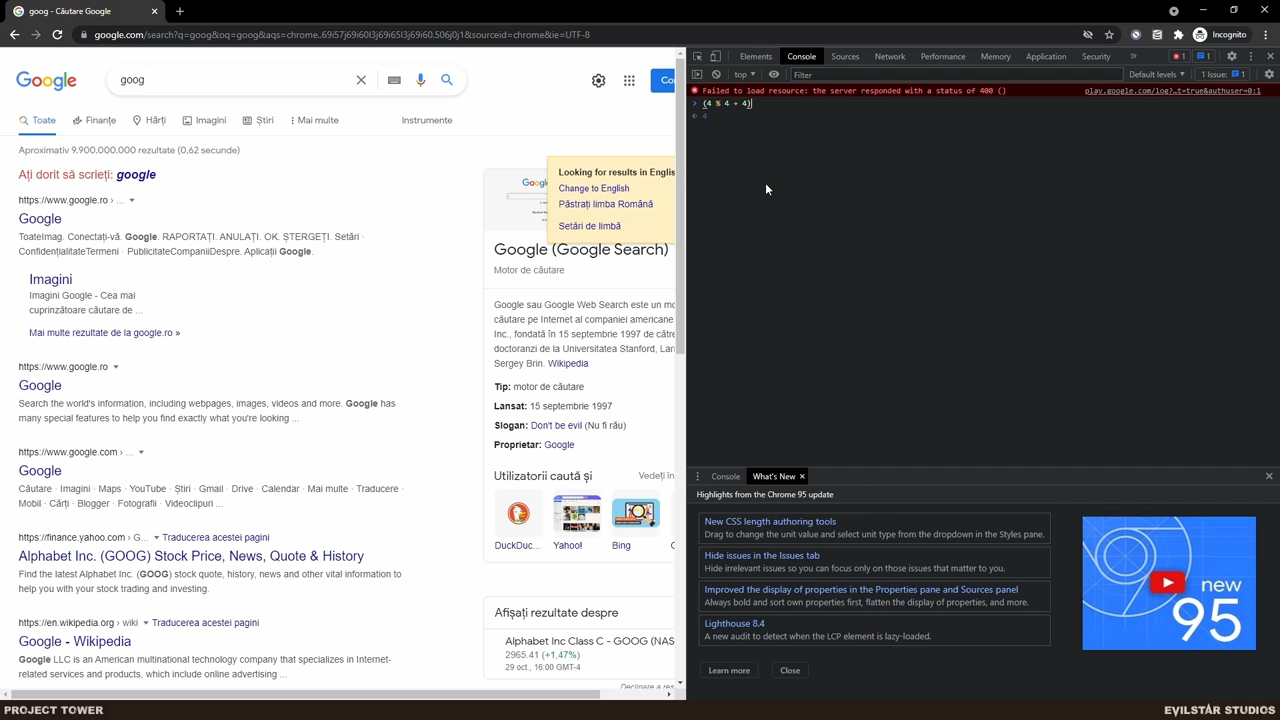 goog - Căutare Goog
google.com/search?q=goog&oq=goog&aqs=chrome..69i57j69i60l3j69i65l3j69i60.506j0j1&sourceid=chrome&ie=UTF-8
Incognito
Google
goog
Toate
Finanțe
Hărți
Imagini
Știri
Mai multe
Instrumente
Aproximativ 9.900.000.000 rezultate (0,62 secunde)
Ați dorit să scrieți: google
https://www.google.ro › ...
Google
ToateImag. Conectați-vă. Google. RAPORTAȚI. ANULAȚI. OK. ȘTERGEȚI. Setări ·
ConfidențialitateTermeni · PublicitateCompaniiDespre. Aplicații Google.
Imagini
Imagini Google - Cea mai
cuprinzătoare căutare de ...
Mai multe rezultate de la google.ro »
https://www.google.ro
Google
Search the world's information, including webpages, images, videos and more. Google has
many special features to help you find exactly what you're looking ...
https://www.google.com › ...
Google
Căutare · Imagini · Maps · YouTube · Știri · Gmail · Drive · Calendar · Mai multe · Traducere ·
Mobil · Cărți · Blogger · Fotografii · Videoclipuri ...
https://finance.yahoo.com › G... Traducerea acestei pagini
Alphabet Inc. (GOOG) Stock Price, News, Quote & History
Find the latest Alphabet Inc. (GOOG) stock quote, history, news and other vital information to
help you with your stock trading and investing.
https://en.wikipedia.org › wiki Traducerea acestei pagini
Google - Wikipedia
Google LLC is an American multinational technology company that specializes in Internet-
related services and products, which include online advertising ...
Looking for results in Englis
Change to English
Păstrați limba Română
Setări de limbă
Google (Google Search)
Motor de căutare
Google sau Google Web Search este un mo
căutare pe Internet al companiei americane
Inc., fondată în 15 septembrie 1997 de cătr
doctoranzi de la Universitatea Stanford, Lar
Sergey Brin. Wikipedia
Tip: motor de căutare
Lansat: 15 septembrie 1997
Slogan: Don't be evil (Nu fi rău)
Proprietar: Google
Utilizatorii caută și
Vedeți în
DuckDuc...
Yahoo!
Bing
Afișați rezultate despre
Alphabet Inc Class C - GOOG (NAS
2965.41 (+1,47%)
29 oct., 16:00 GMT-4
Declinare a res
Elements
Console
Sources
Network
Performance
Memory
Application
Security
1
1
top
Filter
Default levels
1 Issue: 1
Failed to load resource: the server responded with a status of 400 ()
play.google.com/log?…t=true&authuser=0:1
(4 % 4 + 4)
4
Console
What's New
Highlights from the Chrome 95 update
New CSS length authoring tools
Drag to change the unit value and select unit type from the dropdown in the Styles pane.
Hide issues in the Issues tab
Hide irrelevant issues so you can focus only on those issues that matter to you.
Improved the display of properties in the Properties pane and Sources panel
Always bold and sort own properties first, flatten the display of properties, and more.
Lighthouse 8.4
A new audit to detect when the LCP element is lazy-loaded.
Learn more
Close
new
95
PROJECT TOWER
EVILSTAR STUDIOS